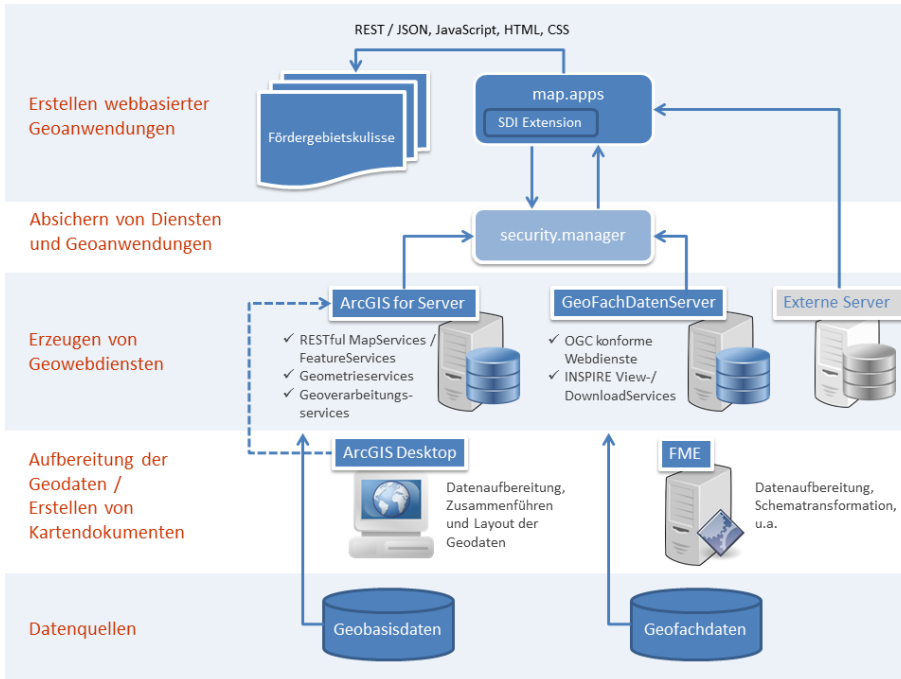 REST / JSON, JavaScript, HTML, CSS
Erstellen webbasierter
Geoanwendungen
Fördergebietskulisse
map.apps
SDI Extension
Absichern von Diensten
und Geoanwendungen
security.manager
Erzeugen von
Geowebdiensten
ArcGIS for Server
✓ RESTful MapServices /
FeatureServices
✓ Geometrieservices
✓ Geoverarbeitungs-
services
GeoFachDatenServer
✓ OGC konforme
Webdienste
✓ INSPIRE View-/
DownloadServices
Externe Server
Aufbereitung der
Geodaten /
Erstellen von
Kartendokumenten
ArcGIS Desktop
Datenaufbereitung,
Zusammenführen
und Layout der
Geodaten
FME
Datenaufbereitung,
Schematransformation,
u.a.
Datenquellen
Geobasisdaten
Geofachdaten